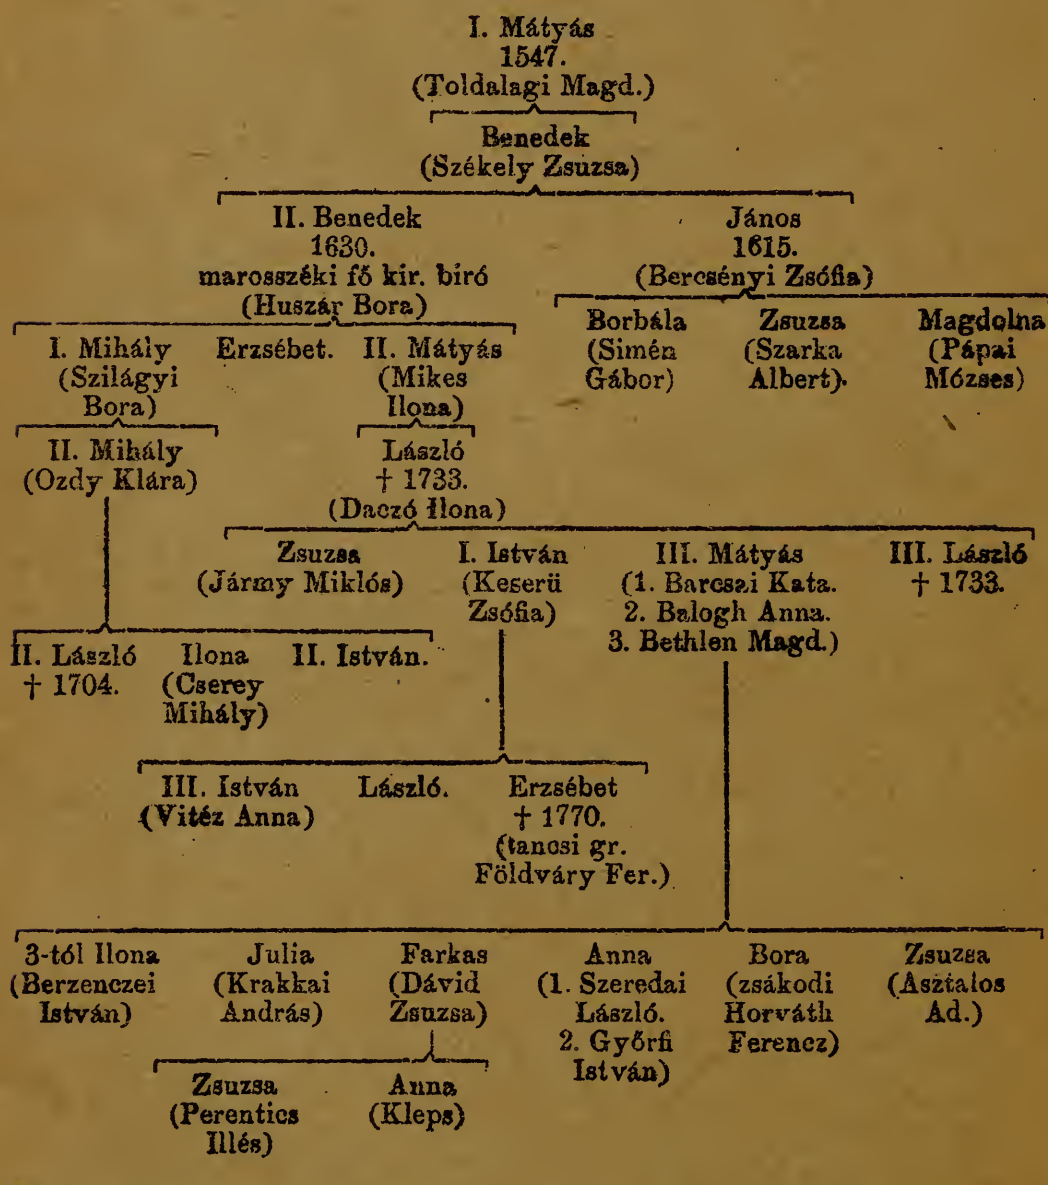 I. Mátyás
1547.
(Toldalagi Magd.)
Benedek
(Székely Zsuzsa)
II. Benedek
1630.
marosszéki fő kir. biró
(Huszár Bora)
János
1615.
(Bercsényi Zsófia)
I. Mihály
(Szilágyi
Bora)
Erzsébet.
II. Mátyás
(Mikes
Ilona)
Borbála
(Simén
Gábor)
Zsuzsa
(Szarka
Albert).
Magdolna
(Pápai
Mózses)
II. Mihály
(Ozdy Klára)
László
† 1733.
(Daczó Ilona)
Zsuzsa
(Jármy Miklós)
I. István
(Keserü
Zsófia)
III. Mátyás
(1. Barcsai Kata.
2. Balogh Anna.
3. Bethlen Magd.)
III. László
† 1733.
II. László
† 1704.
Ilona
(Cserey
Mihály)
II. István.
III. István
(Vitéz Anna)
László.
Erzsébet
† 1770.
(tancsi gr.
Földváry Fer.)
3-tól Ilona
(Berzenczei
István)
Julia
(Krakkai
András)
Farkas
(Dávid
Zsuzsa)
Anna
(1. Szeredai
László.
2. Győrfi
István)
Bora
(zsákodi
Horváth
Ferencz)
Zsuzsa
(Asztalos
Ád.)
Zsuzsa
(Perentics
Illés)
Anna
(Kleps)